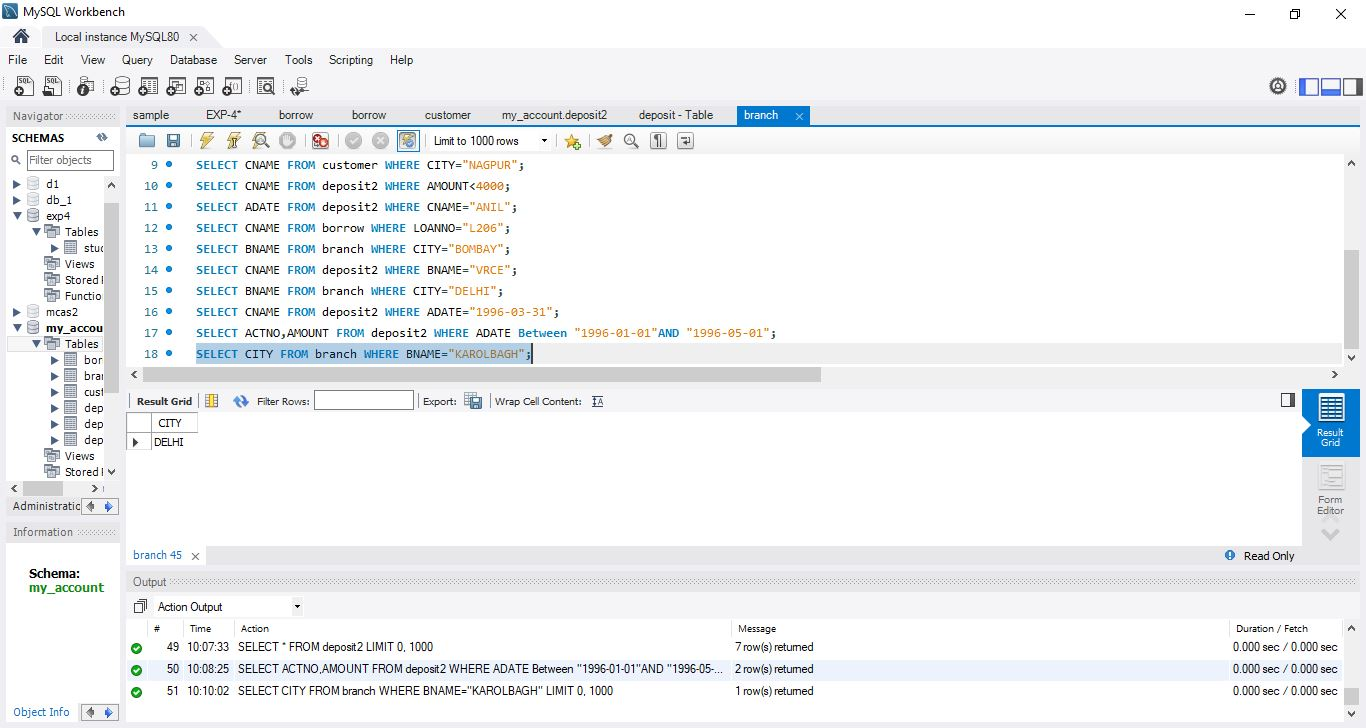 MySQL Workbench
Local instance MySQL80
File Edit View Query Database Server Tools Scripting Help
Navigator
SCHEMAS
Filter objects
d1
db_1
exp4
Tables
stud
Views
Stored
Functio
mcas2
my_accou
Tables
bor
bran
cust
dep
dep
dep
Views
Stored
Administratic
Information
Schema:
my_account
Object Info
sample EXP-4* borrow borrow customer my_account.deposit2 deposit - Table branch
Limit to 1000 rows
9 SELECT CNAME FROM customer WHERE CITY="NAGPUR";
10 SELECT CNAME FROM deposit2 WHERE AMOUNT<4000;
11 SELECT ADATE FROM deposit2 WHERE CNAME="ANIL";
12 SELECT CNAME FROM borrow WHERE LOANNO="L206";
13 SELECT BNAME FROM branch WHERE CITY="BOMBAY";
14 SELECT CNAME FROM deposit2 WHERE BNAME="VRCE";
15 SELECT BNAME FROM branch WHERE CITY="DELHI";
16 SELECT CNAME FROM deposit2 WHERE ADATE="1996-03-31";
17 SELECT ACTNO,AMOUNT FROM deposit2 WHERE ADATE Between "1996-01-01"AND "1996-05-01";
18 SELECT CITY FROM branch WHERE BNAME="KAROLBAGH";
Result Grid Filter Rows: Export: Wrap Cell Content:
CITY
DELHI
Result
Grid
Form
Editor
branch 45
Read Only
Output
Action Output
# Time Action Message Duration / Fetch
49 10:07:33 SELECT * FROM deposit2 LIMIT 0, 1000 7 row(s) returned 0.000 sec / 0.000 sec
50 10:08:25 SELECT ACTNO,AMOUNT FROM deposit2 WHERE ADATE Between "1996-01-01"AND "1996-05-... 2 row(s) returned 0.000 sec / 0.000 sec
51 10:10:02 SELECT CITY FROM branch WHERE BNAME="KAROLBAGH" LIMIT 0, 1000 1 row(s) returned 0.000 sec / 0.000 sec